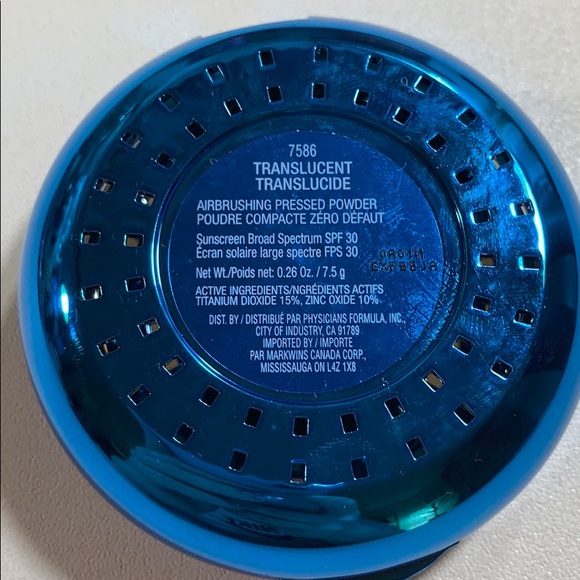 7586
TRANSLUCENT
TRANSLUCIDE
AIRBRUSHING PRESSED POWDER
POUDRE COMPACTE ZÉRO DÉFAUT
Sunscreen Broad Spectrum SPF 30
Écran solaire large spectre FPS 30
Net Wt./Poids net: 0.26 Oz. / 7.5 g
ACTIVE INGREDIENTS/NGRÉDIENTS ACTIFS
TITANIUM DIOXIDE 15%, ZINC OXIDE 10%
DIST. BY / DISTRIBUÉ PAR PHYSICIANS FORMULA, INC.,
CITY OF INDUSTRY, CA 91789
IMPORTED BY / IMPORTE
PAR MARKWINS CANADA CORP.,
MISSISSAUGA ON L4Z 1X8